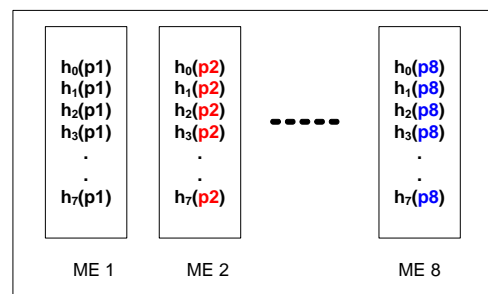 h₀(p1) h₀(p2) h₀(p8)
h₁(p1) h₁(p2) h₁(p8)
h₂(p1) h₂(p2) h₂(p8)
h₃(p1) h₃(p2) h₃(p8)
. . .
. . .
h₇(p1) h₇(p2) h₇(p8)
ME 1 ME 2 ME 8